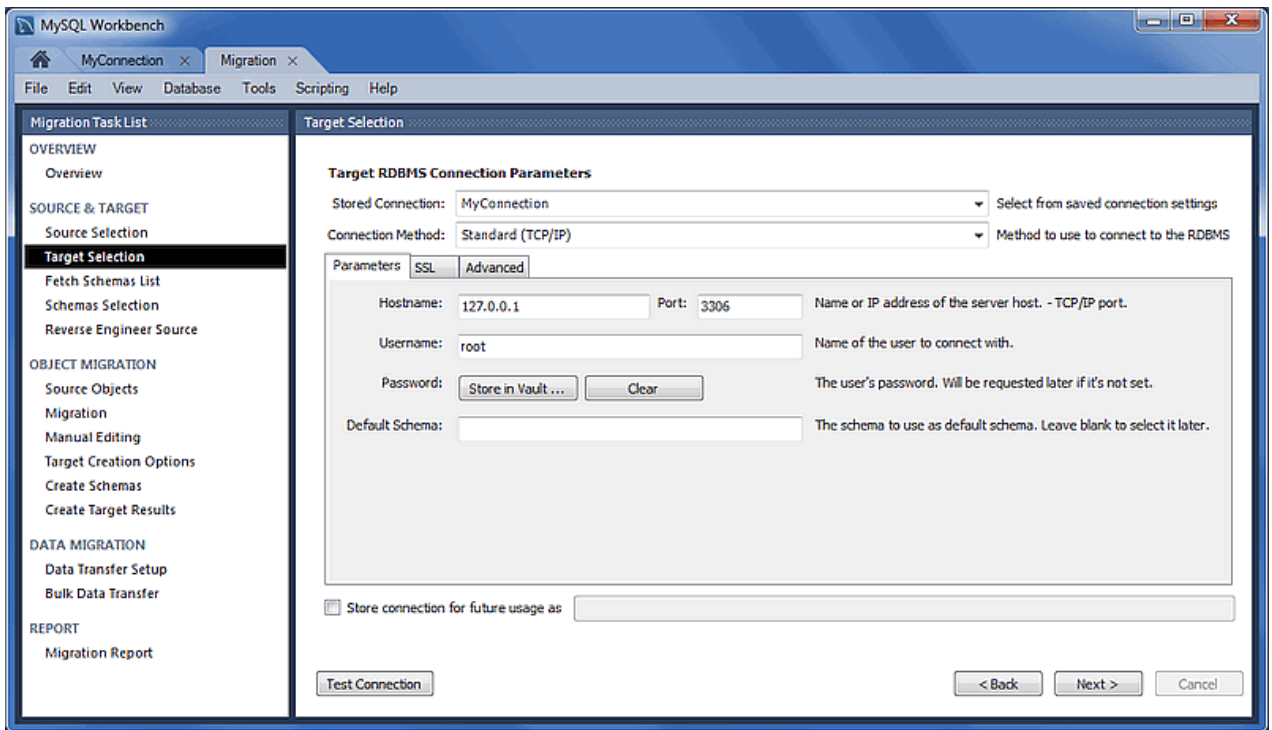 MySQL Workbench
MyConnection
Migration
File Edit View Database Tools Scripting Help
Migration Task List
OVERVIEW
Overview
SOURCE & TARGET
Source Selection
Target Selection
Fetch Schemas List
Schemas Selection
Reverse Engineer Source
OBJECT MIGRATION
Source Objects
Migration
Manual Editing
Target Creation Options
Create Schemas
Create Target Results
DATA MIGRATION
Data Transfer Setup
Bulk Data Transfer
REPORT
Migration Report
Target Selection
Target RDBMS Connection Parameters
Stored Connection: MyConnection Select from saved connection settings
Connection Method: Standard (TCP/IP) Method to use to connect to the RDBMS
Parameters SSL Advanced
Hostname: 127.0.0.1 Port: 3306 Name or IP address of the server host. - TCP/IP port.
Username: root Name of the user to connect with.
Password: Store in Vault ... Clear The user's password. Will be requested later if it's not set.
Default Schema: The schema to use as default schema. Leave blank to select it later.
Store connection for future usage as
Test Connection < Back Next > Cancel